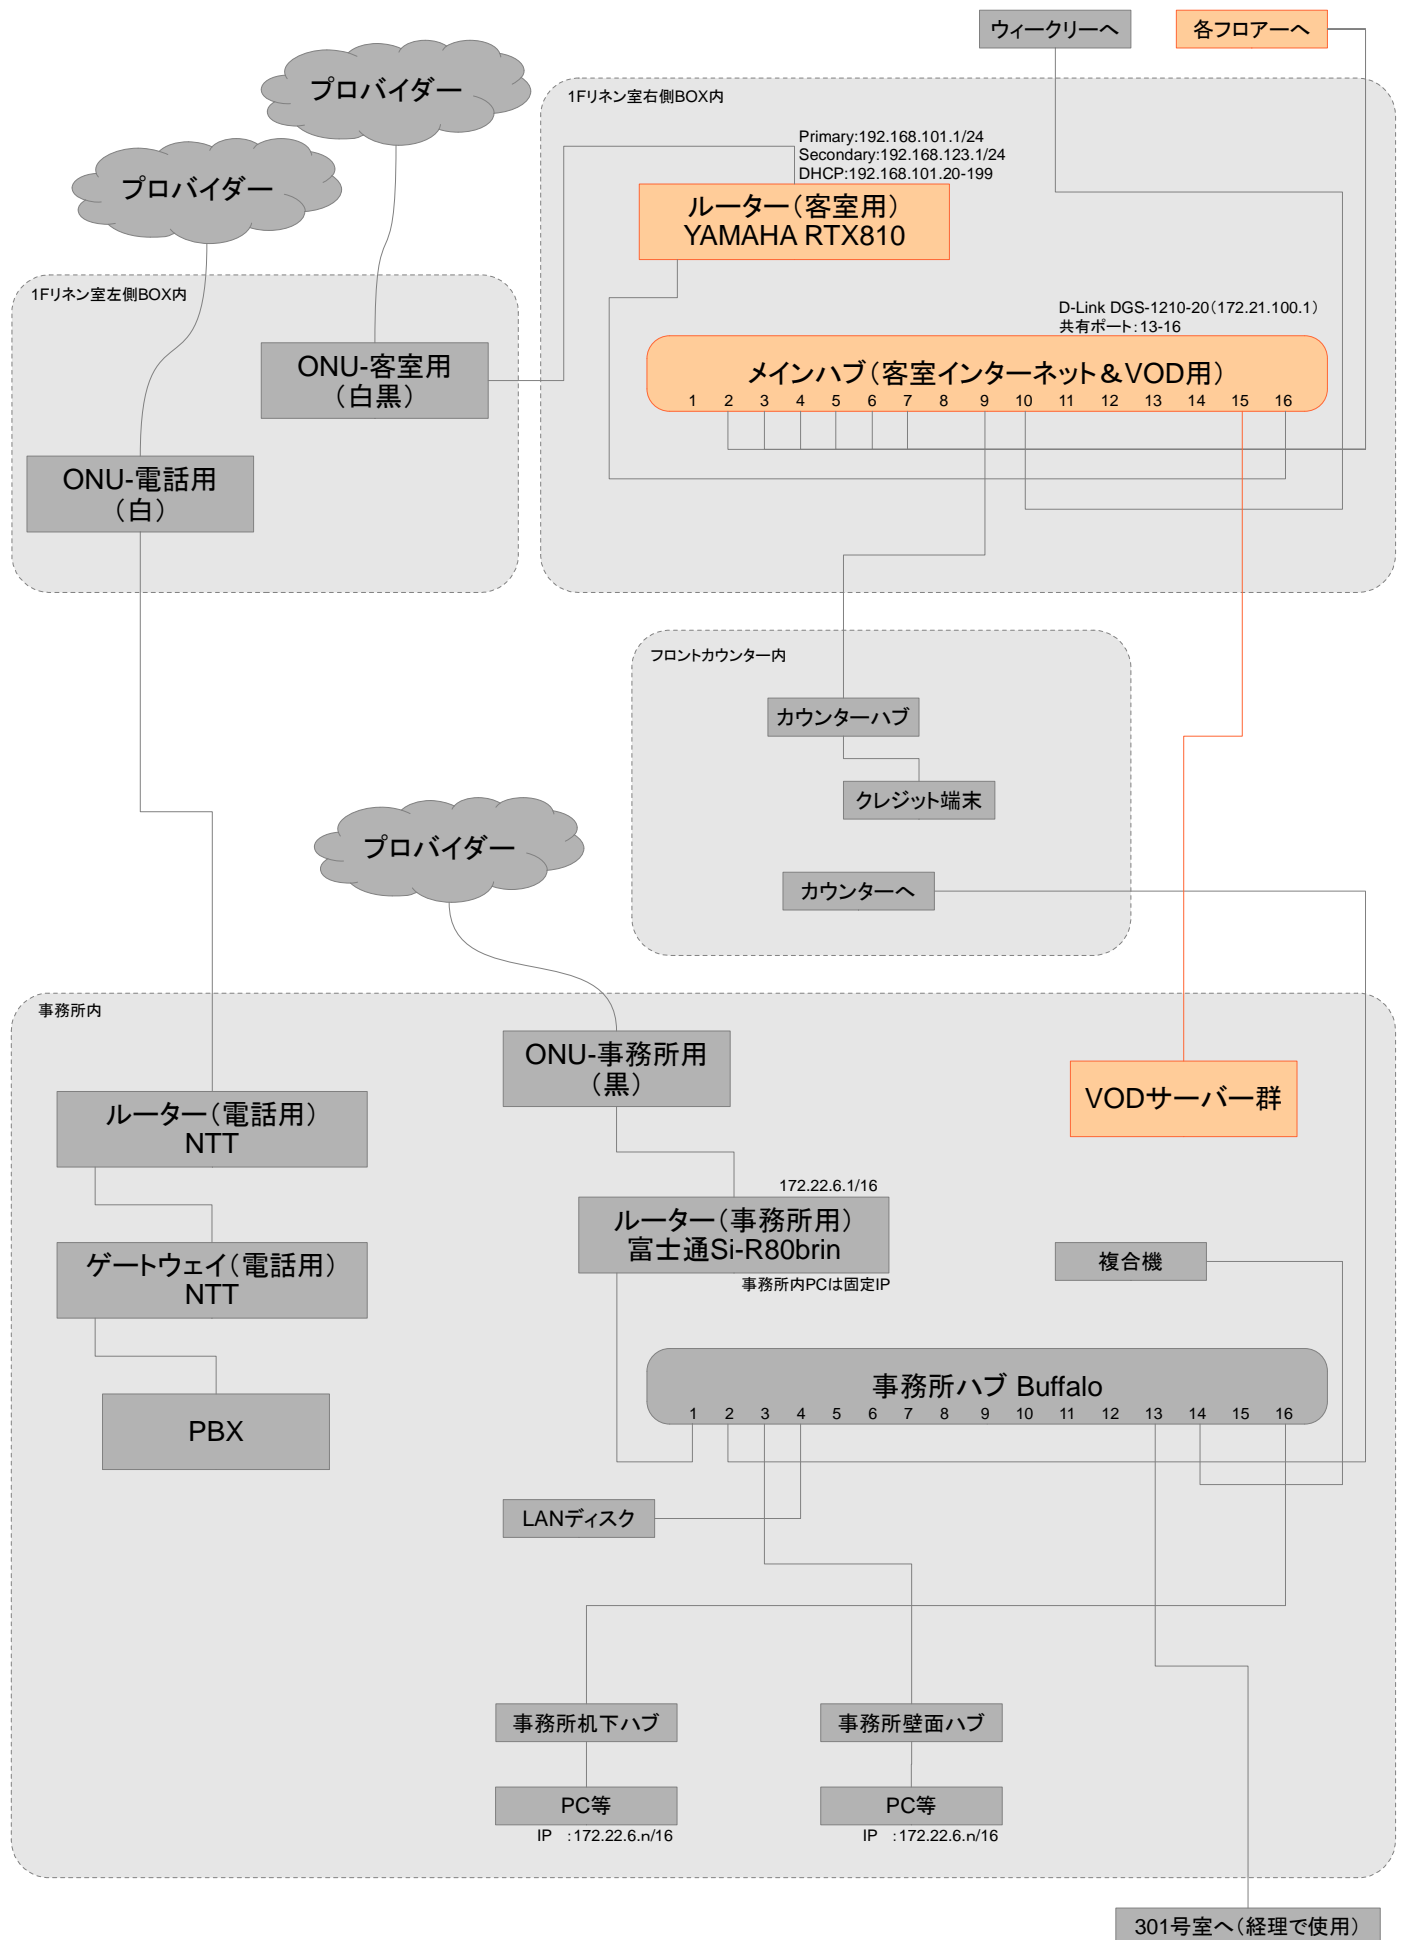 ウィークリーへ
各フロアーへ
プロバイダー
1Fリネン室右側BOX内
Primary:192.168.101.1/24
Secondary:192.168.123.1/24
DHCP:192.168.101.20-199
プロバイダー
ルーター（客室用）
YAMAHA RTX810
1Fリネン室左側BOX内
D-Link DGS-1210-20（172.21.100.1）
共有ポート：13-16
ONU-客室用
（白黒）
メインハブ（客室インターネット＆VOD用）
1 2 3 4 5 6 7 8 9 10 11 12 13 14 15 16
ONU-電話用
（白）
フロントカウンター内
カウンターハブ
クレジット端末
プロバイダー
カウンターへ
事務所内
ONU-事務所用
（黒）
VODサーバー群
ルーター（電話用）
NTT
172.22.6.1/16
ルーター（事務所用）
富士通Si-R80brin
事務所内PCは固定IP
ゲートウェイ（電話用）
NTT
複合機
事務所ハブ Buffalo
1 2 3 4 5 6 7 8 9 10 11 12 13 14 15 16
PBX
LANディスク
事務所机下ハブ
事務所壁面ハブ
PC等
PC等
IP ：172.22.6.n/16
IP ：172.22.6.n/16
301号室へ（経理で使用）